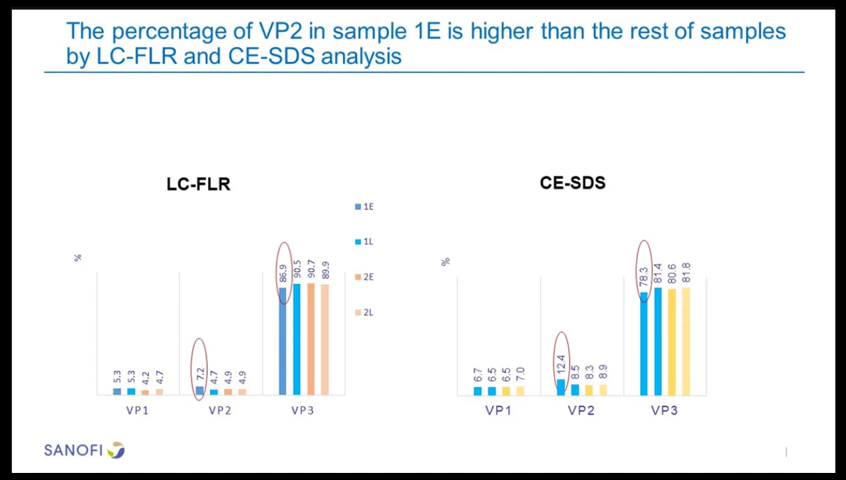 The percentage of VP2 in sample 1E is higher than the rest of samples
by LC-FLR and CE-SDS analysis
LC-FLR
%
5.3 5.3 4.2 4.7
7.2 4.7 4.9 4.9
86.9 90.5 90.7 89.9
VP1 VP2 VP3
1E
1L
2E
2L
CE-SDS
%
6.7 6.5 6.5 7.0
12.4 8.5 8.3 8.9
78.3 81.4 80.6 81.8
VP1 VP2 VP3
SANOFI